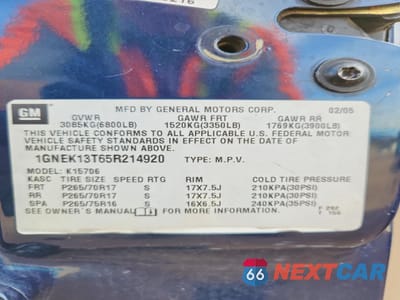 GM
MFD BY GENERAL MOTORS CORP. 02/05
GVWR GAWR FRT GAWR RR
3085KG(6800LB) 1520KG(3350LB) 1769KG(3900LB)
THIS VEHICLE CONFORMS TO ALL APPLICABLE U.S. FEDERAL MOTOR
VEHICLE SAFETY STANDARDS IN EFFECT ON THE DATE OF
MANUFACTURE SHOWN ABOVE.
1GNEK13T65R214920 TYPE: M.P.V.
MODEL: K15706
KASC TIRE SIZE SPEED RTG RIM COLD TIRE PRESSURE
FRT P265/70R17 S 17X7.5J 210KPA(30PSI)
RR P265/70R17 S 17X7.5J 210KPA(30PSI)
SPA P265/75R16 S 16X6.5J 240KPA(35PSI)
SEE OWNER'S MANUAL
66 NEXTCAR